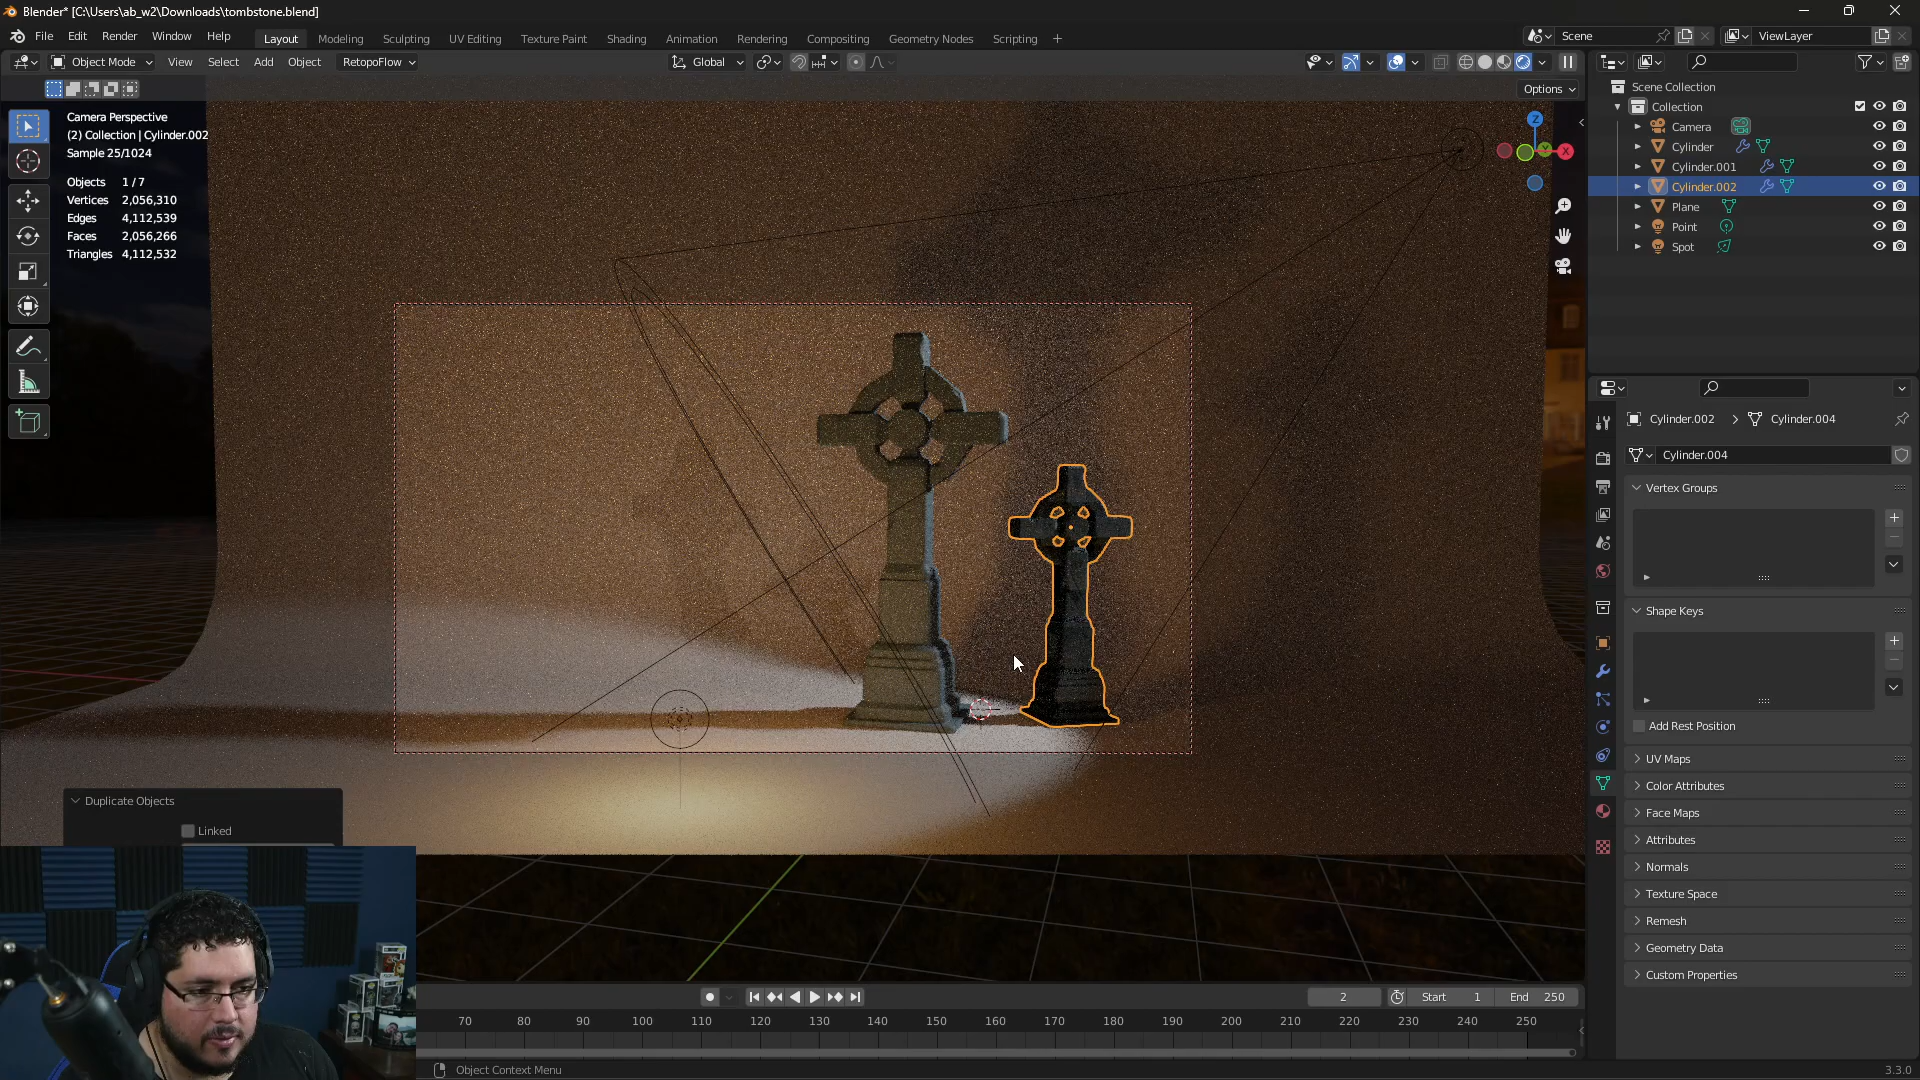 Blender* [C:\Users\ab_w2\Downloads\tombstone.blend]
File Edit Render Window Help Layout Modeling Sculpting UV Editing Texture Paint Shading Animation Rendering Compositing Geometry Nodes Scripting + Scene ViewLayer
Object Mode View Select Add Object RetopoFlow Global
Options
Camera Perspective
(2) Collection | Cylinder.002
Sample 25/1024
Objects 1/7
Vertices 2,056,310
Edges 4,112,539
Faces 2,056,266
Triangles 4,112,532
Z
Y
X
Scene Collection
Collection
Camera
Cylinder
Cylinder.001
Cylinder.002
Plane
Point
Spot
Cylinder.002 > Cylinder.004
Cylinder.004
Vertex Groups
Shape Keys
Add Rest Position
UV Maps
Color Attributes
Face Maps
Attributes
Normals
Texture Space
Remesh
Geometry Data
Custom Properties
Duplicate Objects
Linked
2 Start 1 End 250
70 80 90 100 110 120 130 140 150 160 170 180 190 200 210 220 230 240 250
Object Context Menu
3.3.0